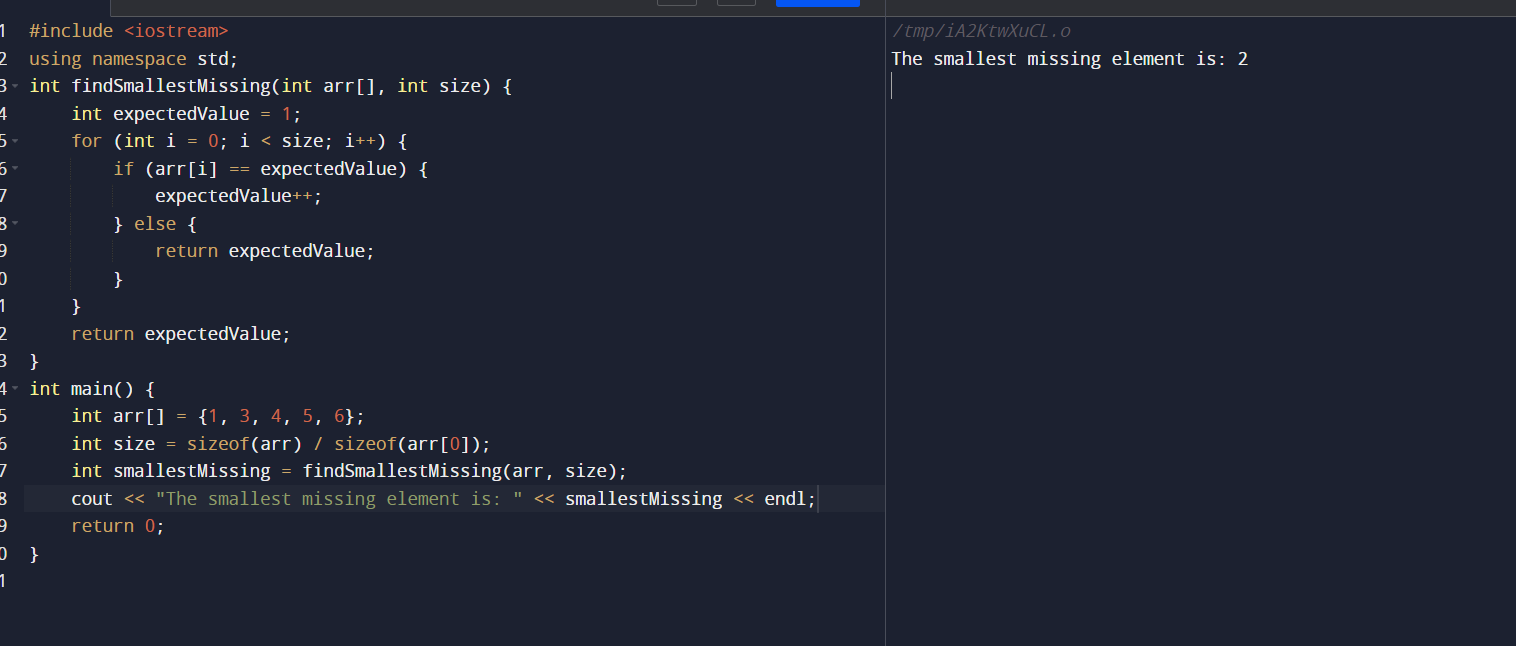 1 #include <iostream>
2 using namespace std;
3 int findSmallestMissing(int arr[], int size) {
4     int expectedValue = 1;
5     for (int i = 0; i < size; i++) {
6         if (arr[i] == expectedValue) {
7             expectedValue++;
8         } else {
9             return expectedValue;
0         }
1     }
2     return expectedValue;
3 }
4 int main() {
5     int arr[] = {1, 3, 4, 5, 6};
6     int size = sizeof(arr) / sizeof(arr[0]);
7     int smallestMissing = findSmallestMissing(arr, size);
8     cout << "The smallest missing element is: " << smallestMissing << endl;
9     return 0;
0 }
1
/tmp/iA2KtwXuCL.o
The smallest missing element is: 2